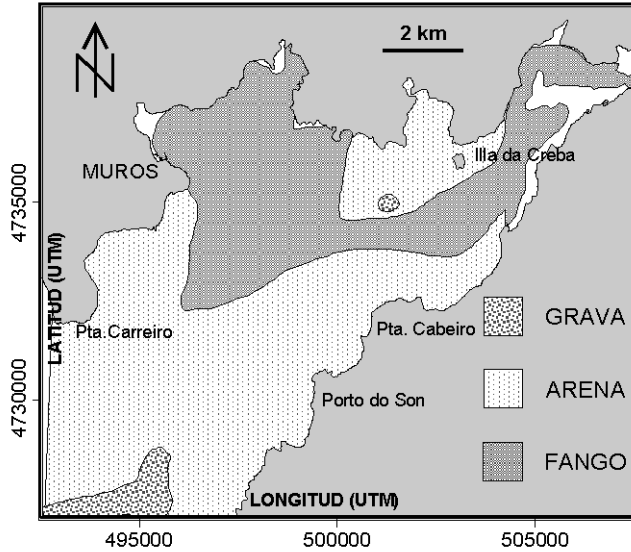 N
2 km
Illa da Creba
MUROS
4735000
LATITUD (UTM)
Pta.Carreiro
Pta. Cabeiro
GRAVA
4730000
Porto do Son
ARENA
FANGO
LONGITUD (UTM)
495000
500000
505000